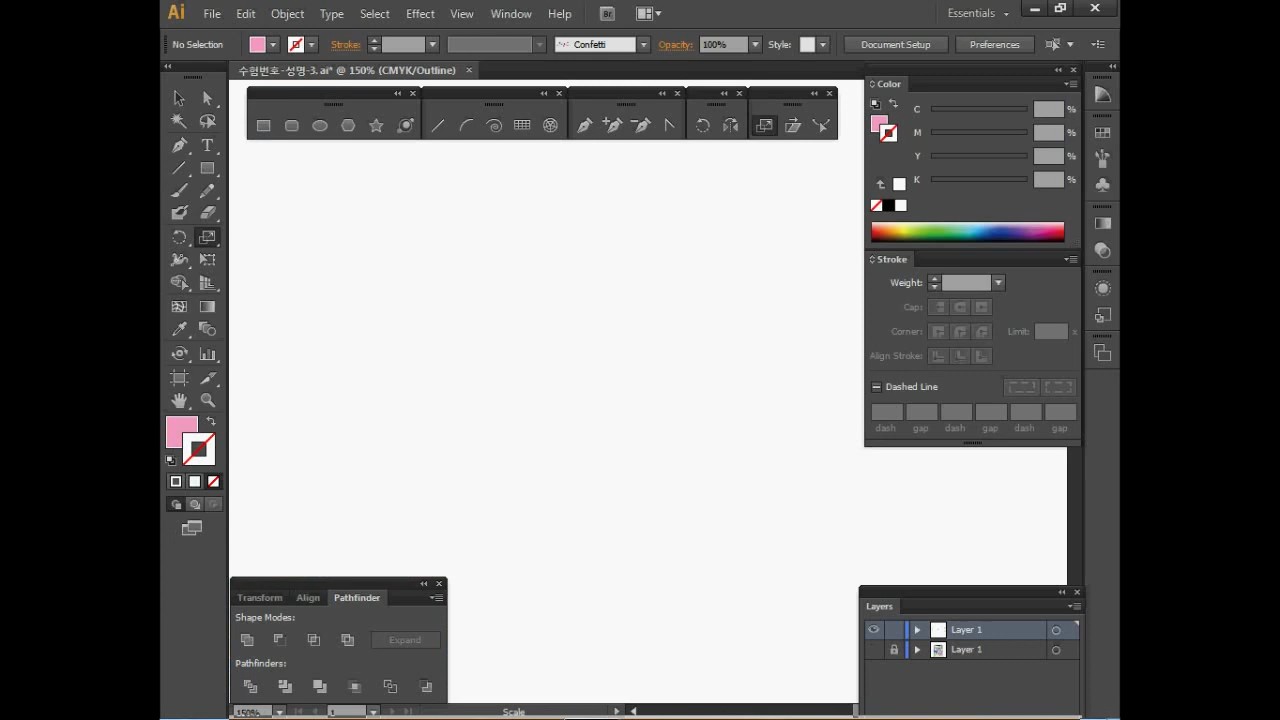 Ai File Edit Object Type Select Effect View Window Help Br Essentials
No Selection Stroke: Confetti Opacity: 100% Style: Document Setup Preferences
수험번호-성명-3.ai* @ 150% (CMYK/Outline)
Color
C %
M %
Y %
K %
Stroke
Weight:
Cap:
Corner: Limit: x
Align Stroke:
Dashed Line
dash gap dash gap dash gap
Transform Align Pathfinder
Shape Modes:
Expand
Pathfinders:
Layers
Layer 1
Layer 1
150% 1 Scale